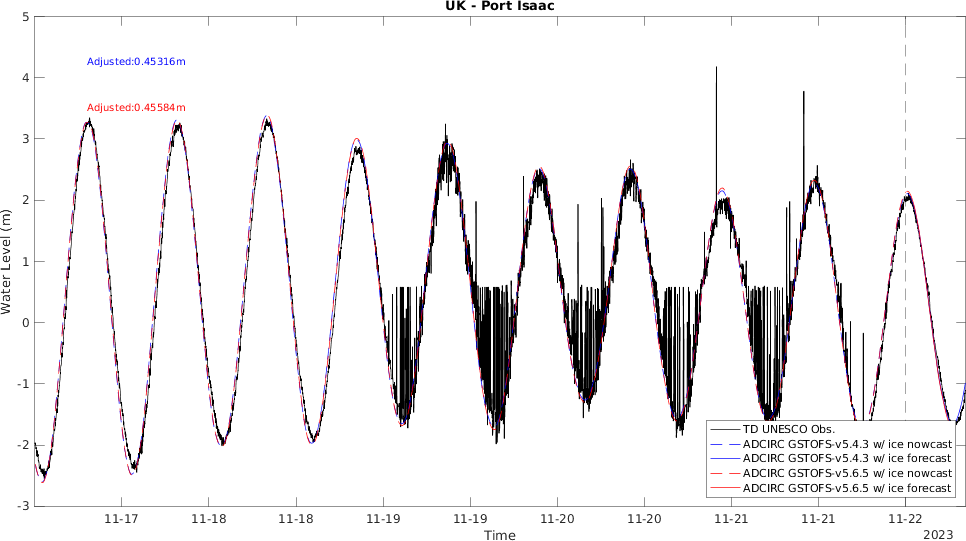 UK - Port Isaac
5
Adjusted:0.45316m
4
Adjusted:0.45584m
3
2
1
0
-1
-2
-3
Water Level (m)
TD UNESCO Obs.
ADCIRC GSTOFS-v5.4.3 w/ ice nowcast
ADCIRC GSTOFS-v5.4.3 w/ ice forecast
ADCIRC GSTOFS-v5.6.5 w/ ice nowcast
ADCIRC GSTOFS-v5.6.5 w/ ice forecast
11-17 11-18 11-18 11-19 11-19 11-20 11-20 11-21 11-21 11-22
Time
2023